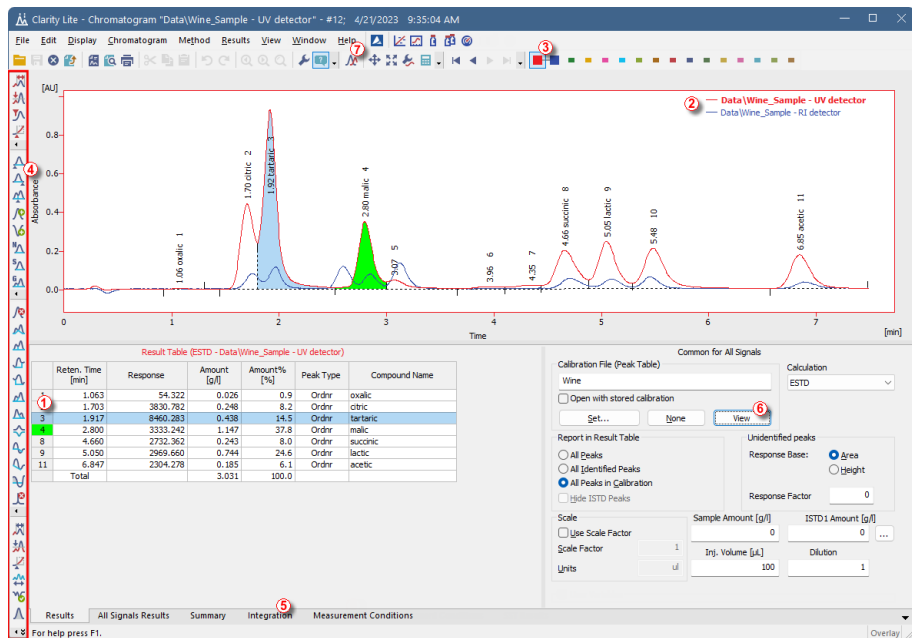 Clarity Lite - Chromatogram "Data\Wine_Sample - UV detector" - #12; 4/21/2023 9:35:04 AM
File Edit Display Chromatogram Method Results View Window Help
7
3
[AU]
2
Data\Wine_Sample - UV detector
Data\Wine_Sample - RI detector
4
Absorbance
0.8
0.6
0.4
0.2
0.0
1.06 oxalic 1
1.70 citric 2
1.92 tartaric 3
2.80 malic 4
3.07 5
3.96 6
4.35 7
4.66 succinic 8
5.05 lactic 9
5.48 10
6.85 acetic 11
0 1 2 3 4 5 6 7
Time
[min]
Result Table (ESTD - Data\Wine_Sample - UV detector)
Reten. Time [min] Response Amount [g/l] Amount% [%] Peak Type Compound Name
1 1.063 54.322 0.026 0.9 Ordnr oxalic
1
2 1.703 3830.782 0.248 8.2 Ordnr citric
3 1.917 8460.283 0.438 14.5 Ordnr tartaric
4 2.800 3333.242 1.147 37.8 Ordnr malic
8 4.660 2732.362 0.243 8.0 Ordnr succinic
9 5.050 2969.660 0.744 24.6 Ordnr lactic
11 6.847 2304.278 0.185 6.1 Ordnr acetic
Total 3.031 100.0
Common for All Signals
Calibration File (Peak Table)
Wine
Open with stored calibration
Set... None View
6
Calculation
ESTD
Report in Result Table
All Peaks
All Identified Peaks
All Peaks in Calibration
Hide ISTD Peaks
Unidentified peaks
Response Base: Area
Height
Response Factor 0
Scale
Use Scale Factor
Scale Factor 1
Units ul
Sample Amount [g/l] ISTD1 Amount [g/l]
0 0 ...
Inj. Volume [µL] Dilution
100 1
5
Results All Signals Results Summary Integration Measurement Conditions
For help press F1.
Overlay